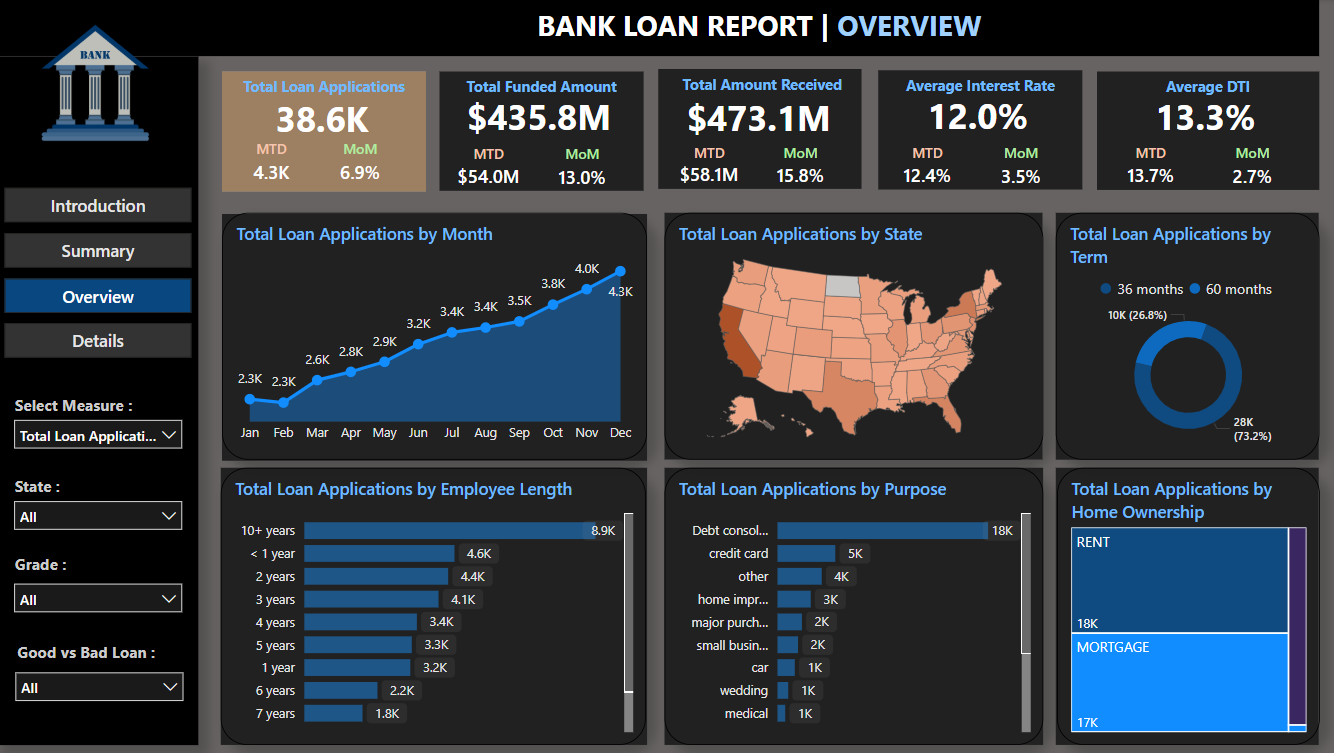 BANK LOAN REPORT | OVERVIEW
BANK
Introduction
Summary
Overview
Details
Select Measure :
Total Loan Applicati...
State :
All
Grade :
All
Good vs Bad Loan :
All
Total Loan Applications
38.6K
MTD MoM
4.3K 6.9%
Total Funded Amount
$435.8M
MTD MoM
$54.0M 13.0%
Total Amount Received
$473.1M
MTD MoM
$58.1M 15.8%
Average Interest Rate
12.0%
MTD MoM
12.4% 3.5%
Average DTI
13.3%
MTD MoM
13.7% 2.7%
Total Loan Applications by Month
2.3K 2.3K 2.6K 2.8K 2.9K 3.2K 3.4K 3.4K 3.5K 3.8K 4.0K 4.3K
Jan Feb Mar Apr May Jun Jul Aug Sep Oct Nov Dec
Total Loan Applications by State
Total Loan Applications by
Term
36 months 60 months
10K (26.8%)
28K
(73.2%)
Total Loan Applications by Employee Length
10+ years 8.9K
< 1 year 4.6K
2 years 4.4K
3 years 4.1K
4 years 3.4K
5 years 3.3K
1 year 3.2K
6 years 2.2K
7 years 1.8K
Total Loan Applications by Purpose
Debt consol... 18K
credit card 5K
other 4K
home impr... 3K
major purch... 2K
small busin... 2K
car 1K
wedding 1K
medical 1K
Total Loan Applications by
Home Ownership
RENT
18K
MORTGAGE
17K